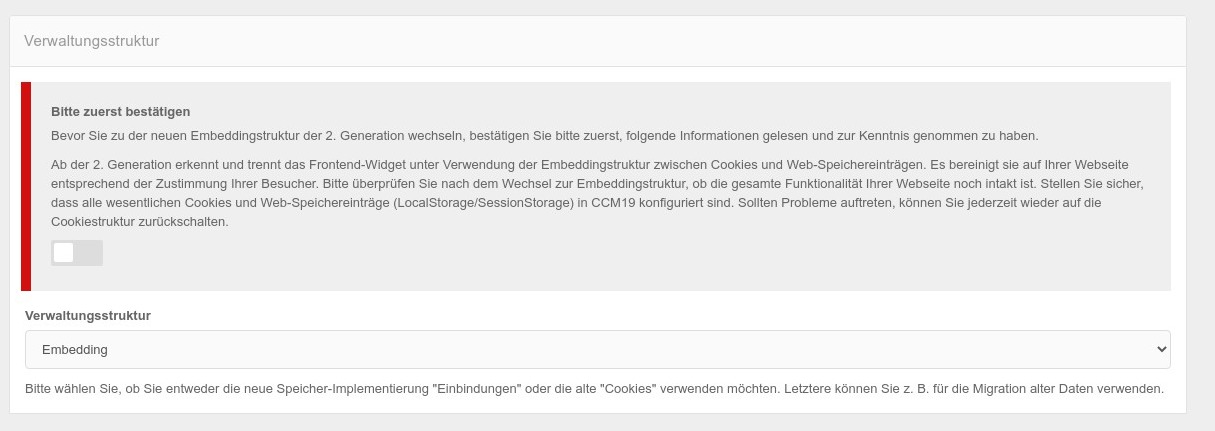 Verwaltungsstruktur
Bitte zuerst bestätigen
Bevor Sie zu der neuen Embeddingstruktur der 2. Generation wechseln, bestätigen Sie bitte zuerst, folgende Informationen gelesen und zur Kenntnis genommen zu haben.
Ab der 2. Generation erkennt und trennt das Frontend-Widget unter Verwendung der Embeddingstruktur zwischen Cookies und Web-Speichereinträgen. Es bereinigt sie auf Ihrer Webseite
entsprechend der Zustimmung Ihrer Besucher. Bitte überprüfen Sie nach dem Wechsel zur Embeddingstruktur, ob die gesamte Funktionalität Ihrer Webseite noch intakt ist. Stellen Sie sicher,
dass alle wesentlichen Cookies und Web-Speichereinträge (LocalStorage/SessionStorage) in CCM19 konfiguriert sind. Sollten Probleme auftreten, können Sie jederzeit wieder auf die
Cookiestruktur zurückschalten.
Verwaltungsstruktur
Embedding
Bitte wählen Sie, ob Sie entweder die neue Speicher-Implementierung "Einbindungen" oder die alte "Cookies" verwenden möchten. Letztere können Sie z. B. für die Migration alter Daten verwenden.